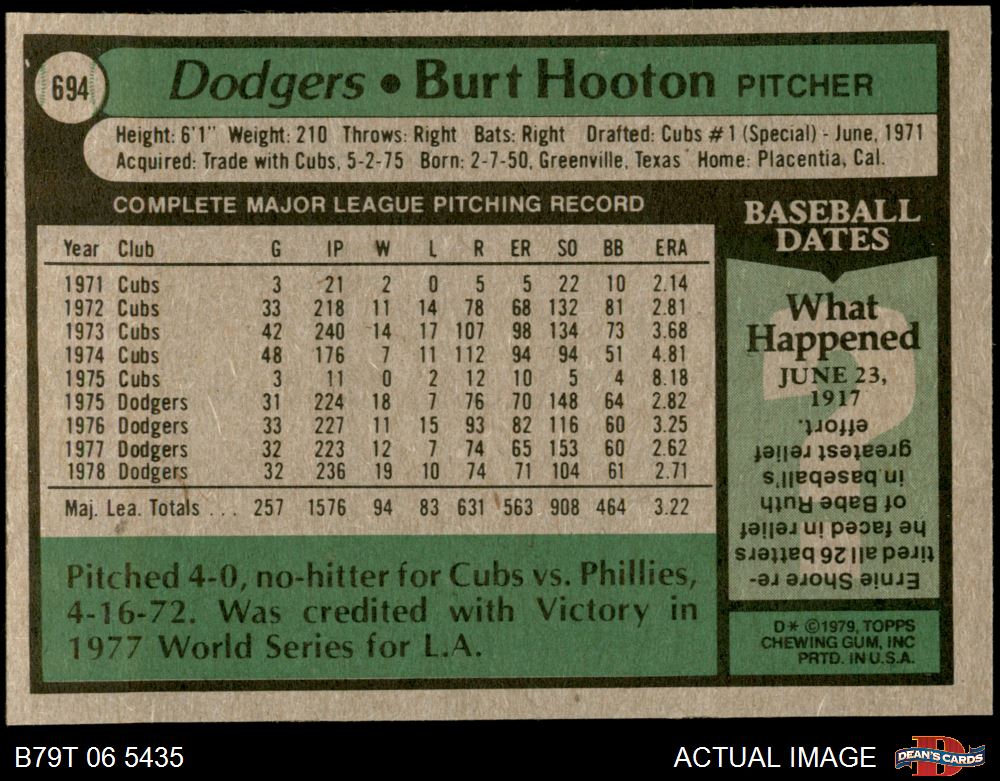 694
Dodgers • Burt Hooton PITCHER
Height: 6'1" Weight: 210 Throws: Right Bats: Right Drafted: Cubs #1 (Special) - June, 1971
Acquired: Trade with Cubs, 5-2-75 Born: 2-7-50, Greenville, Texas Home: Placentia, Cal.
COMPLETE MAJOR LEAGUE PITCHING RECORD
Year Club G IP W L R ER SO BB ERA
1971 Cubs 3 21 2 0 5 5 22 10 2.14
1972 Cubs 33 218 11 14 78 68 132 81 2.81
1973 Cubs 42 240 14 17 107 98 134 73 3.68
1974 Cubs 48 176 7 11 112 94 94 51 4.81
1975 Cubs 3 11 0 2 12 10 5 4 8.18
1975 Dodgers 31 224 18 7 76 70 148 64 2.82
1976 Dodgers 33 227 11 15 93 82 116 60 3.25
1977 Dodgers 32 223 12 7 74 65 153 60 2.62
1978 Dodgers 32 236 19 10 74 71 104 61 2.71
Maj. Lea. Totals . . . 257 1576 94 83 631 563 908 464 3.22
Pitched 4-0, no-hitter for Cubs vs. Phillies,
4-16-72. Was credited with Victory in
1977 World Series for L.A.
BASEBALL
DATES
What
Happened
JUNE 23,
1917
Ernie Shore re-
tired all 26 batters
he faced in relief
of Babe Ruth
in baseball's
greatest relief
effort.
D* ©1979, TOPPS
CHEWING GUM, INC
PRTD. IN U.S.A.
B79T 06 5435
ACTUAL IMAGE
D
DEAN'S CARDS